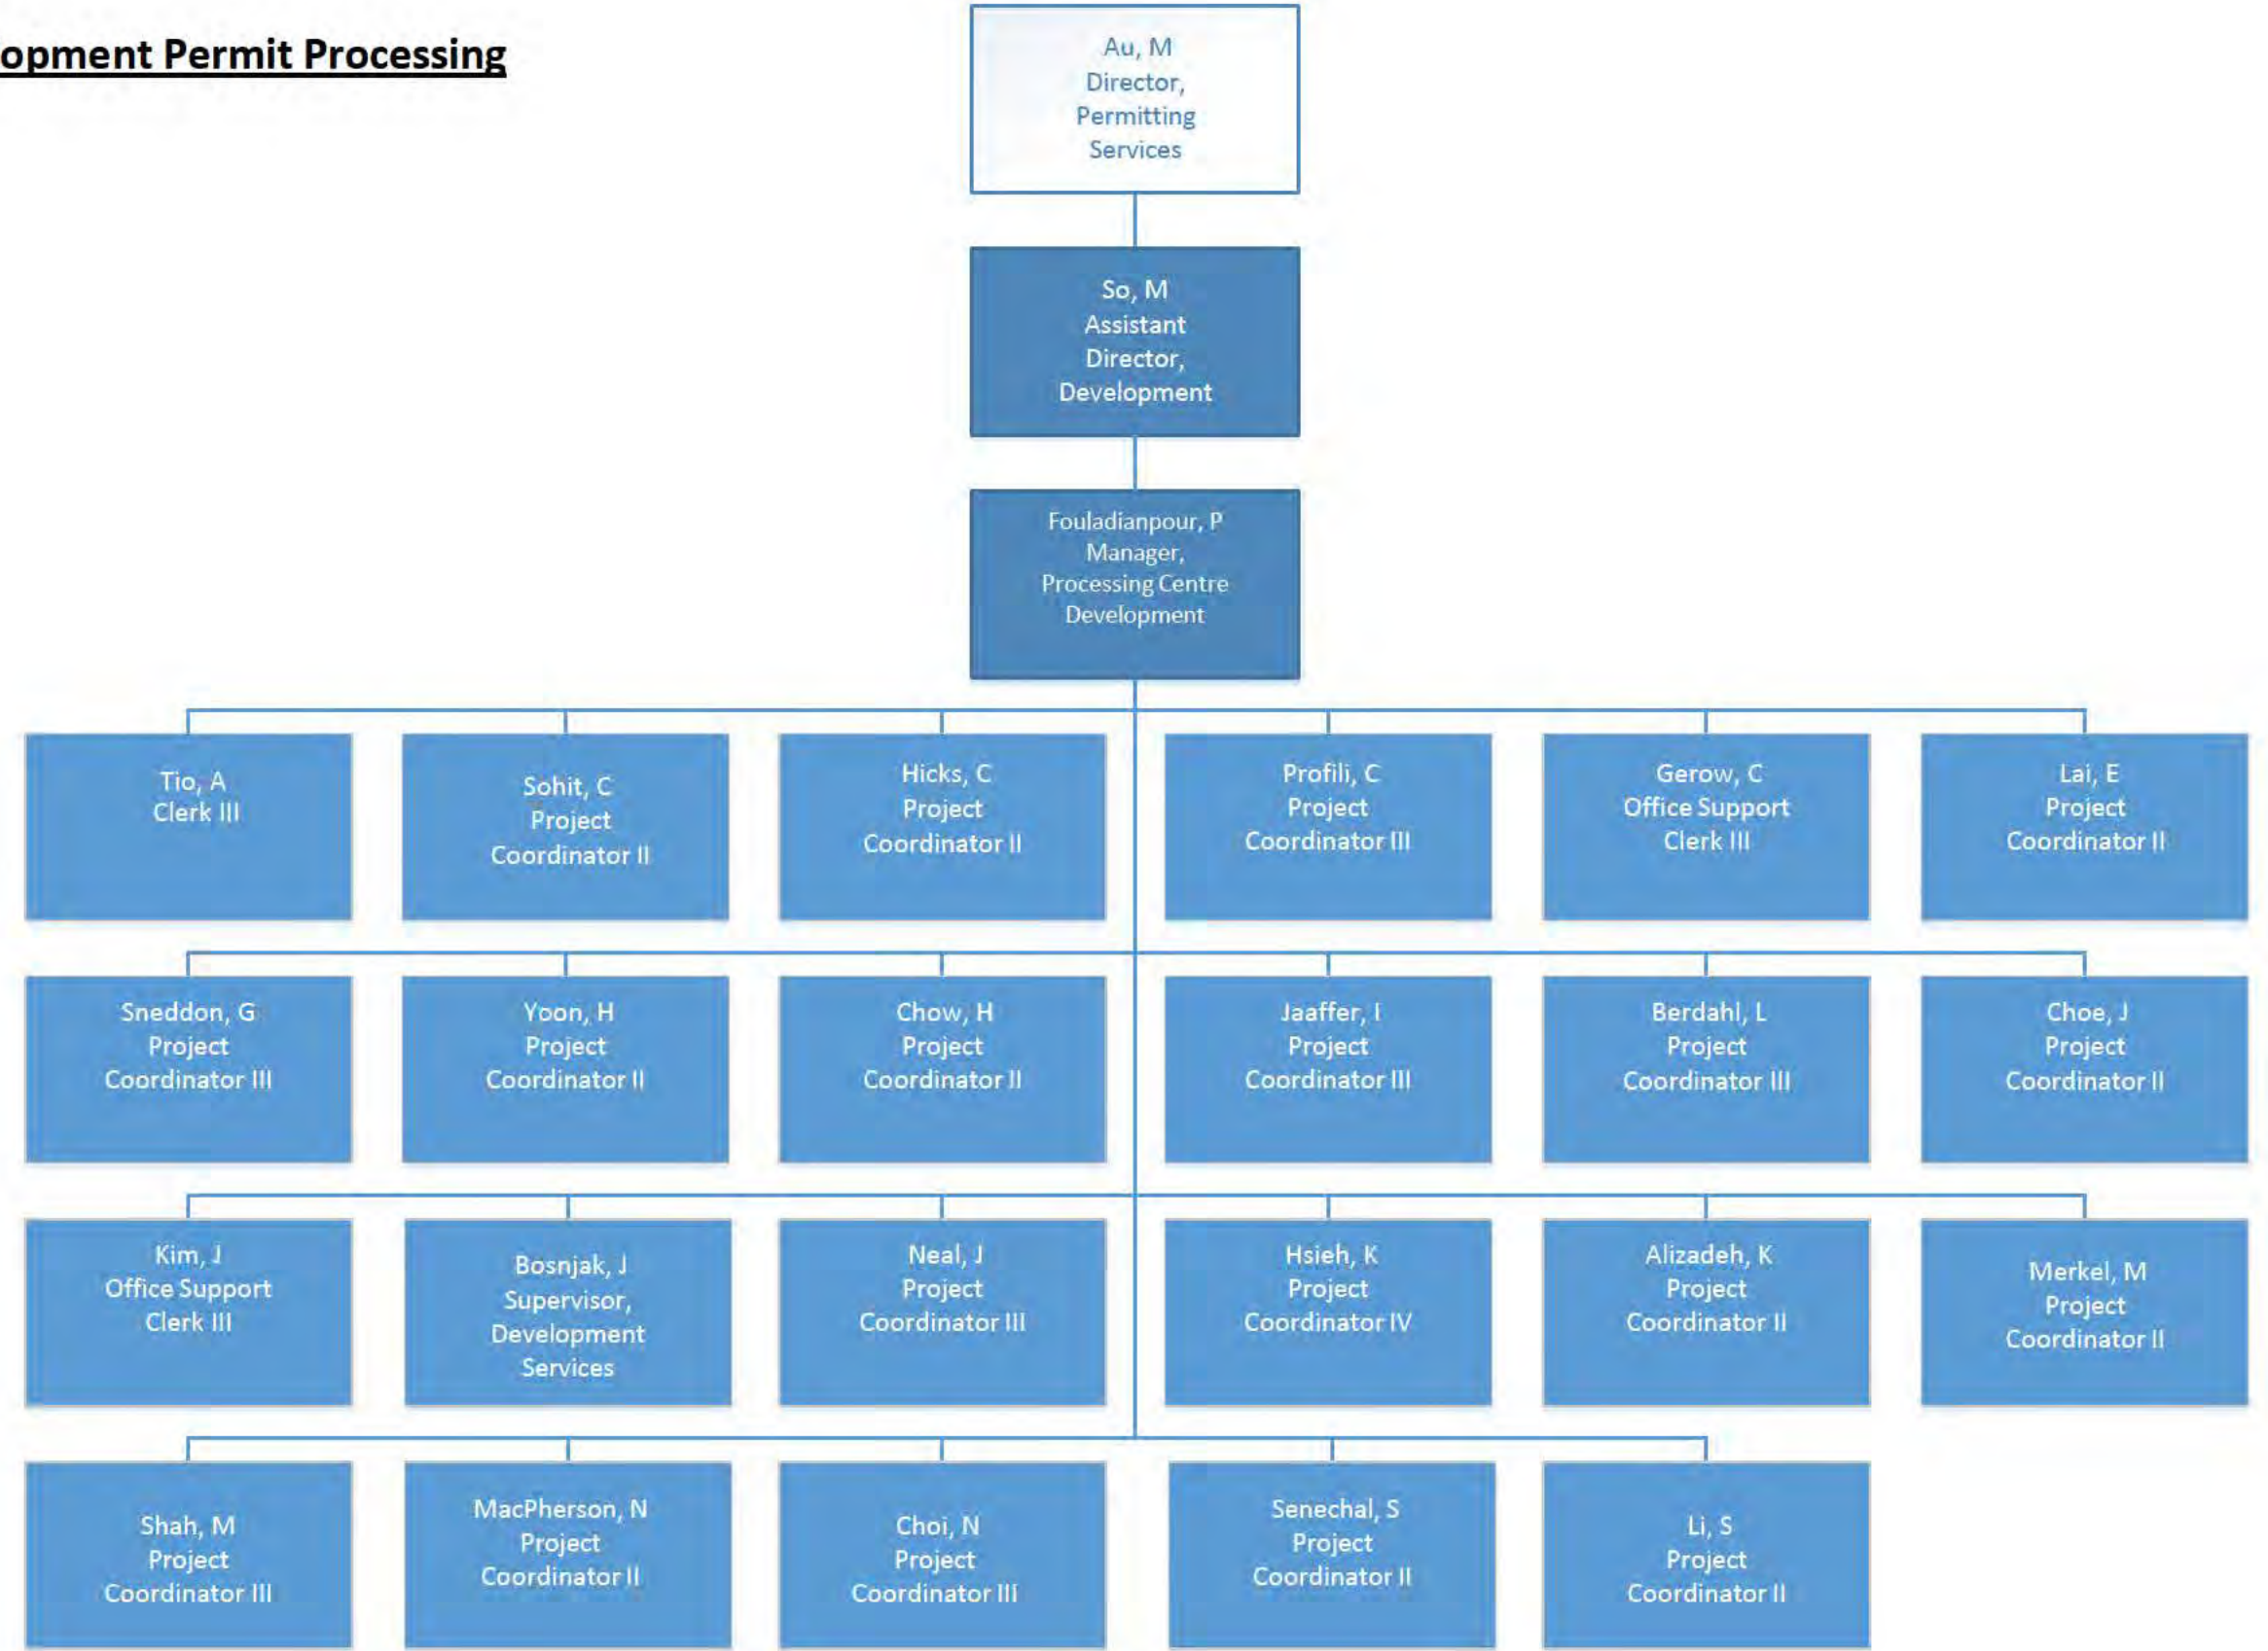 opment Permit Processing
Au, M
Director,
Permitting
Services
So, M
Assistant
Director,
Development
Fouladianpour, P
Manager,
Processing Centre
Development
Tio, A
Clerk III
Sohit, C
Project
Coordinator II
Hicks, C
Project
Coordinator II
Profili, C
Project
Coordinator III
Gerow, C
Office Support
Clerk III
Lai, E
Project
Coordinator II
Sneddon, G
Project
Coordinator III
Yoon, H
Project
Coordinator II
Chow, H
Project
Coordinator II
Jaaffer, I
Project
Coordinator III
Berdahl, L
Project
Coordinator III
Choe, J
Project
Coordinator II
Kim, J
Office Support
Clerk III
Bosnjak, J
Supervisor,
Development
Services
Neal, J
Project
Coordinator III
Hsieh, K
Project
Coordinator IV
Alizadeh, K
Project
Coordinator II
Merkel, M
Project
Coordinator II
Shah, M
Project
Coordinator III
MacPherson, N
Project
Coordinator II
Choi, N
Project
Coordinator III
Senechal, S
Project
Coordinator II
Li, S
Project
Coordinator II